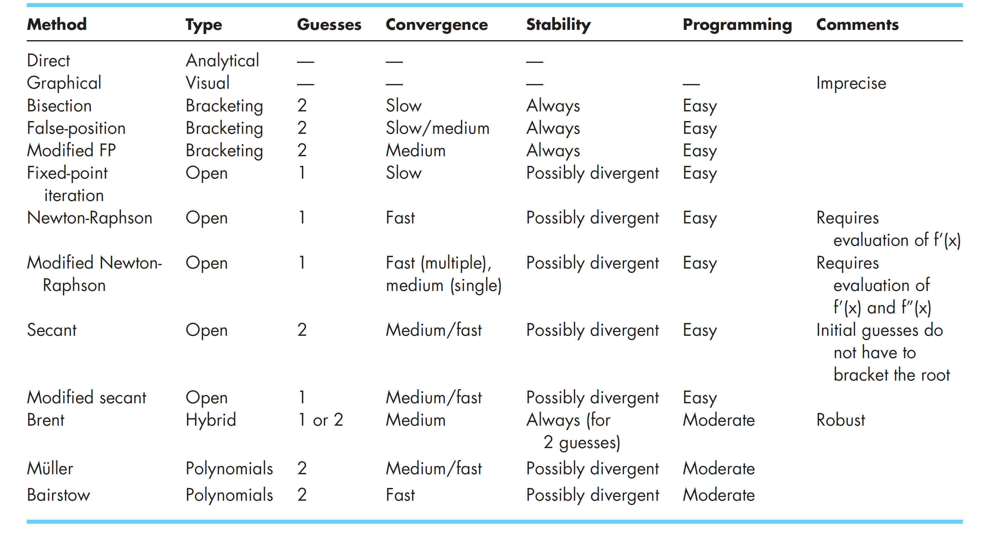 Method Type Guesses Convergence Stability Programming Comments
Direct Analytical — — —
Graphical Visual — — — — Imprecise
Bisection Bracketing 2 Slow Always Easy
False-position Bracketing 2 Slow/medium Always Easy
Modified FP Bracketing 2 Medium Always Easy
Fixed-point Open 1 Slow Possibly divergent Easy
iteration
Newton-Raphson Open 1 Fast Possibly divergent Easy Requires
evaluation of f′(x)
Modified Newton- Open 1 Fast (multiple), Possibly divergent Easy Requires
Raphson medium (single) evaluation of
f′(x) and f″(x)
Secant Open 2 Medium/fast Possibly divergent Easy Initial guesses do
not have to
bracket the root
Modified secant Open 1 Medium/fast Possibly divergent Easy
Brent Hybrid 1 or 2 Medium Always (for Moderate Robust
2 guesses)
Müller Polynomials 2 Medium/fast Possibly divergent Moderate
Bairstow Polynomials 2 Fast Possibly divergent Moderate